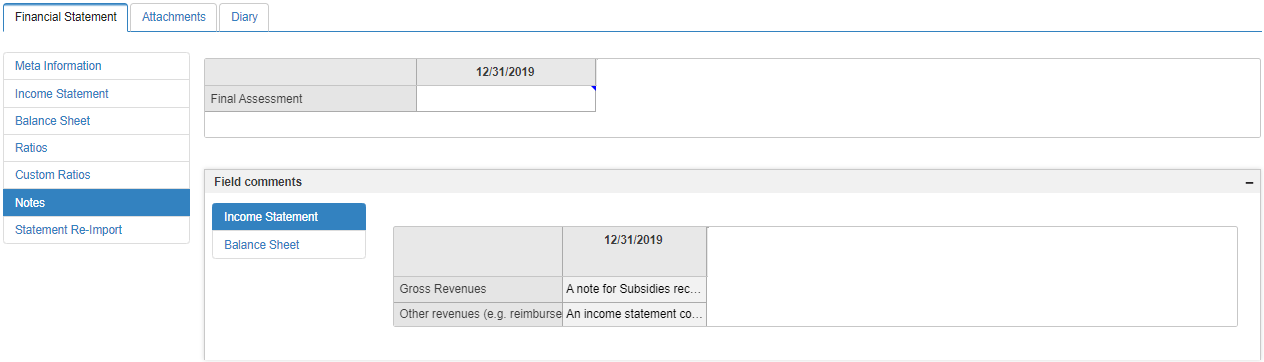 Financial Statement Attachments Diary
Meta Information
Income Statement
Balance Sheet
Ratios
Custom Ratios
Notes
Statement Re-Import
12/31/2019
Final Assessment
Field comments
Income Statement
Balance Sheet
12/31/2019
Gross Revenues A note for Subsidies rec...
Other revenues (e.g. reimburse An income statement co...